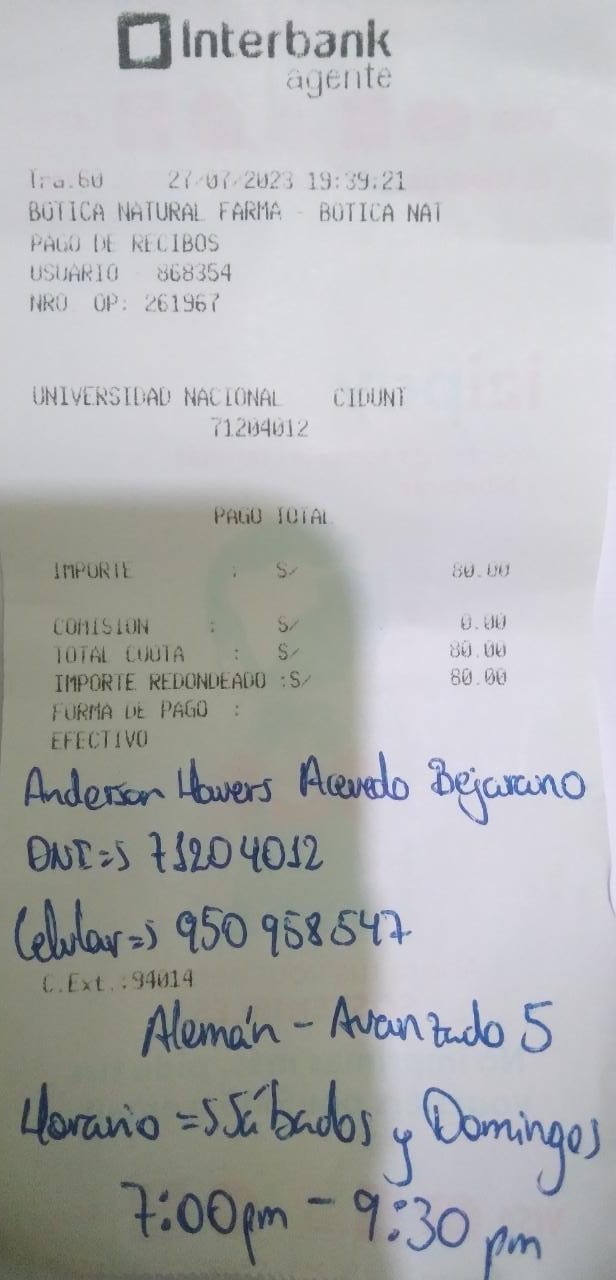 Interbank
agente
Tra.60 27/07/2023 19:39:21
BOTICA NATURAL FARMA - BOTICA NAT
PAGO DE RECIBOS
USUARIO 868354
NRO OP: 261967
UNIVERSIDAD NACIONAL CIDUNT
71204012
PAGO TOTAL
IMPORTE : S/ 80.00
COMISION : S/ 0.00
TOTAL CUOTA : S/ 80.00
IMPORTE REDONDEADO :S/ 80.00
FORMA DE PAGO :
EFECTIVO
Anderson Howers Acevedo Bejarano
DNI => 71204012
Celular => 950 958 547
C.Ext.:94014
Alemán - Avanzado 5
Horario => Sábados y Domingos
7:00pm - 9:30 pm